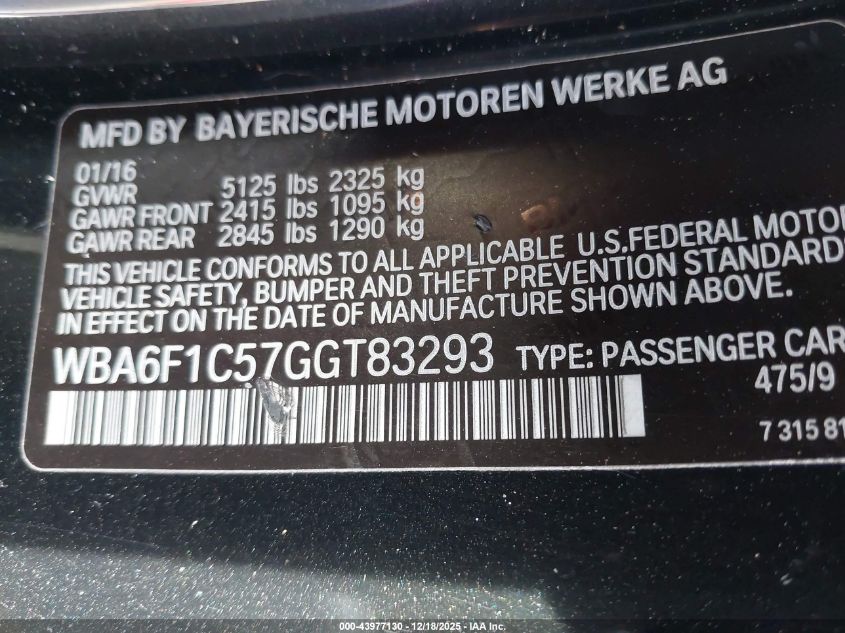 MFD BY BAYERISCHE MOTOREN WERKE AG
01/16
GVWR 5125 lbs 2325 kg
GAWR FRONT 2415 lbs 1095 kg
GAWR REAR 2845 lbs 1290 kg
THIS VEHICLE CONFORMS TO ALL APPLICABLE U.S.FEDERAL MOTOR
VEHICLE SAFETY, BUMPER AND THEFT PREVENTION STANDARDS
IN EFFECT ON THE DATE OF MANUFACTURE SHOWN ABOVE.
WBA6F1C57GGT83293 TYPE: PASSENGER CAR
475/9
7 315 81
000-43977130 - 12/18/2025 - IAA Inc.